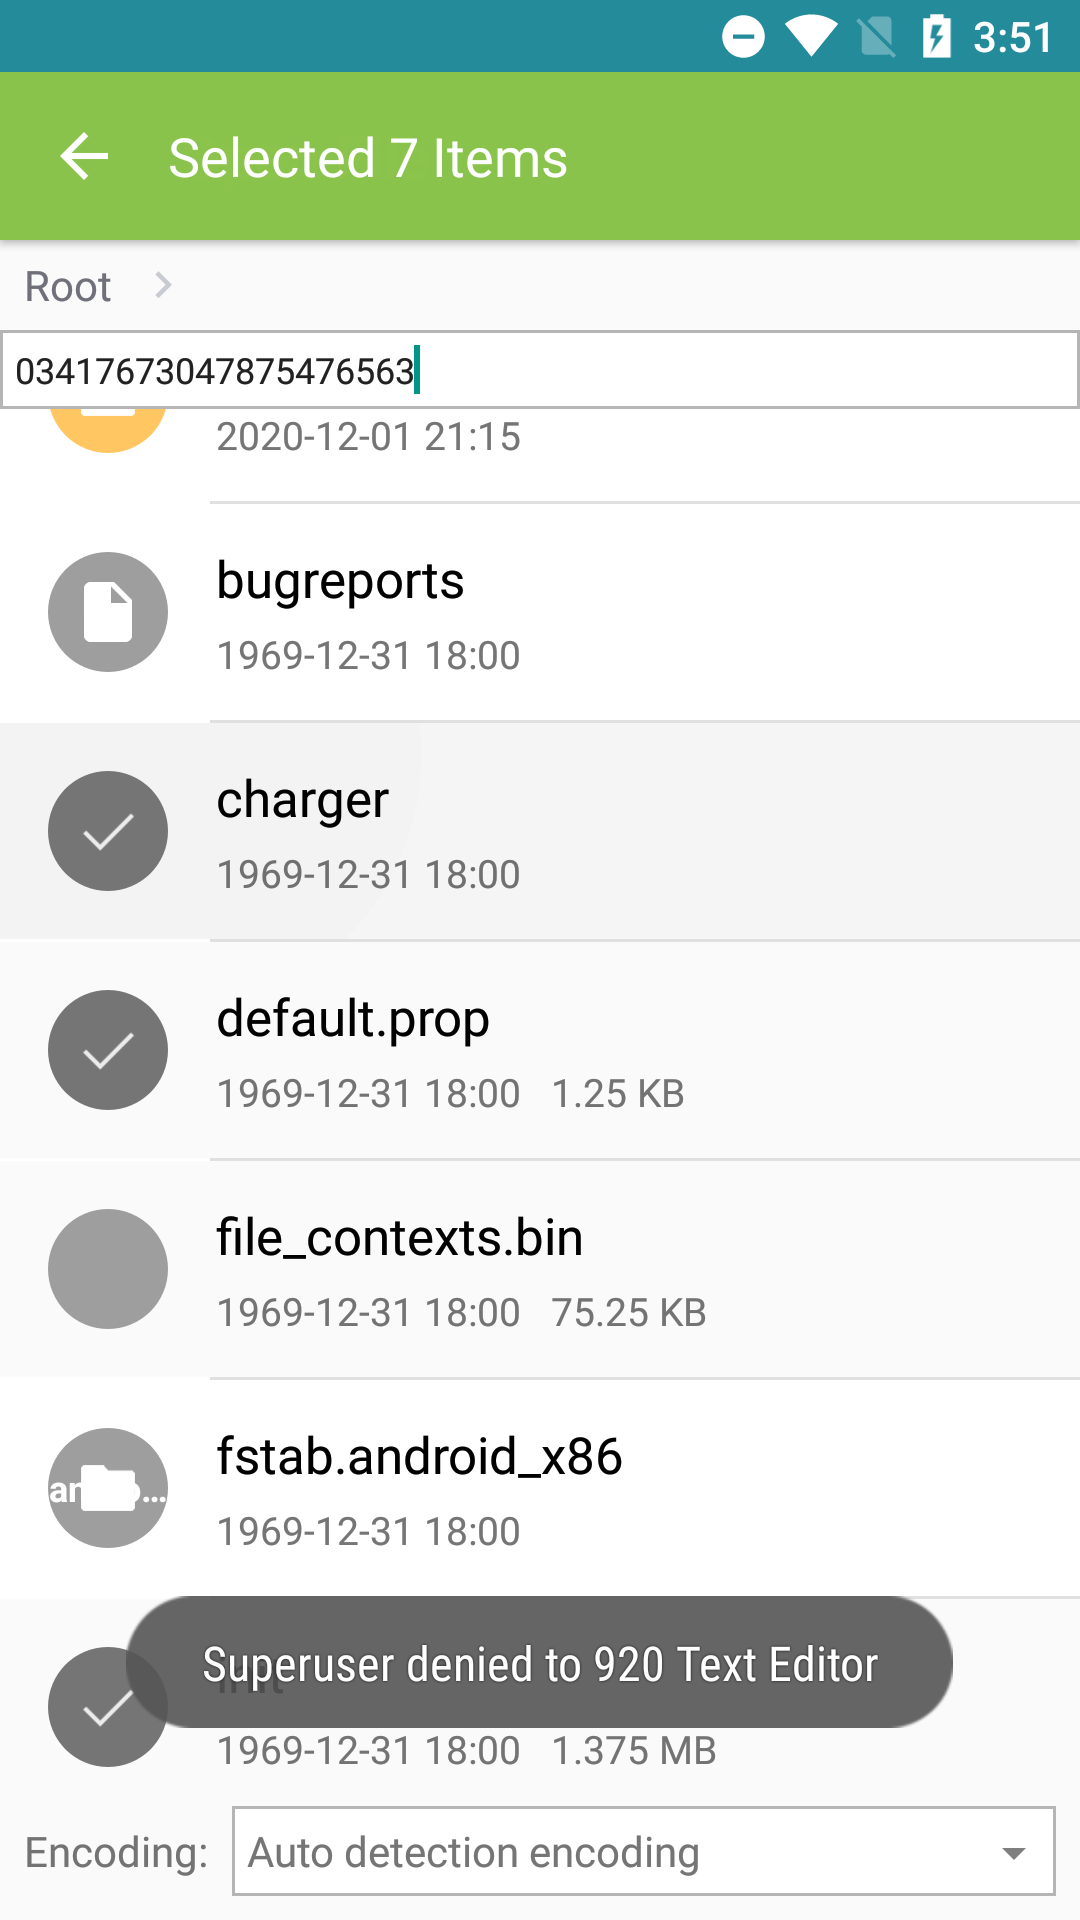 3:51
Selected 7 Items
Root
03417673047875476563
2020-12-01 21:15
bugreports
1969-12-31 18:00
charger
1969-12-31 18:00
default.prop
1969-12-31 18:00 1.25 KB
file_contexts.bin
1969-12-31 18:00 75.25 KB
fstab.android_x86
1969-12-31 18:00
Superuser denied to 920 Text Editor
1969-12-31 18:00 1.375 MB
Encoding: Auto detection encoding